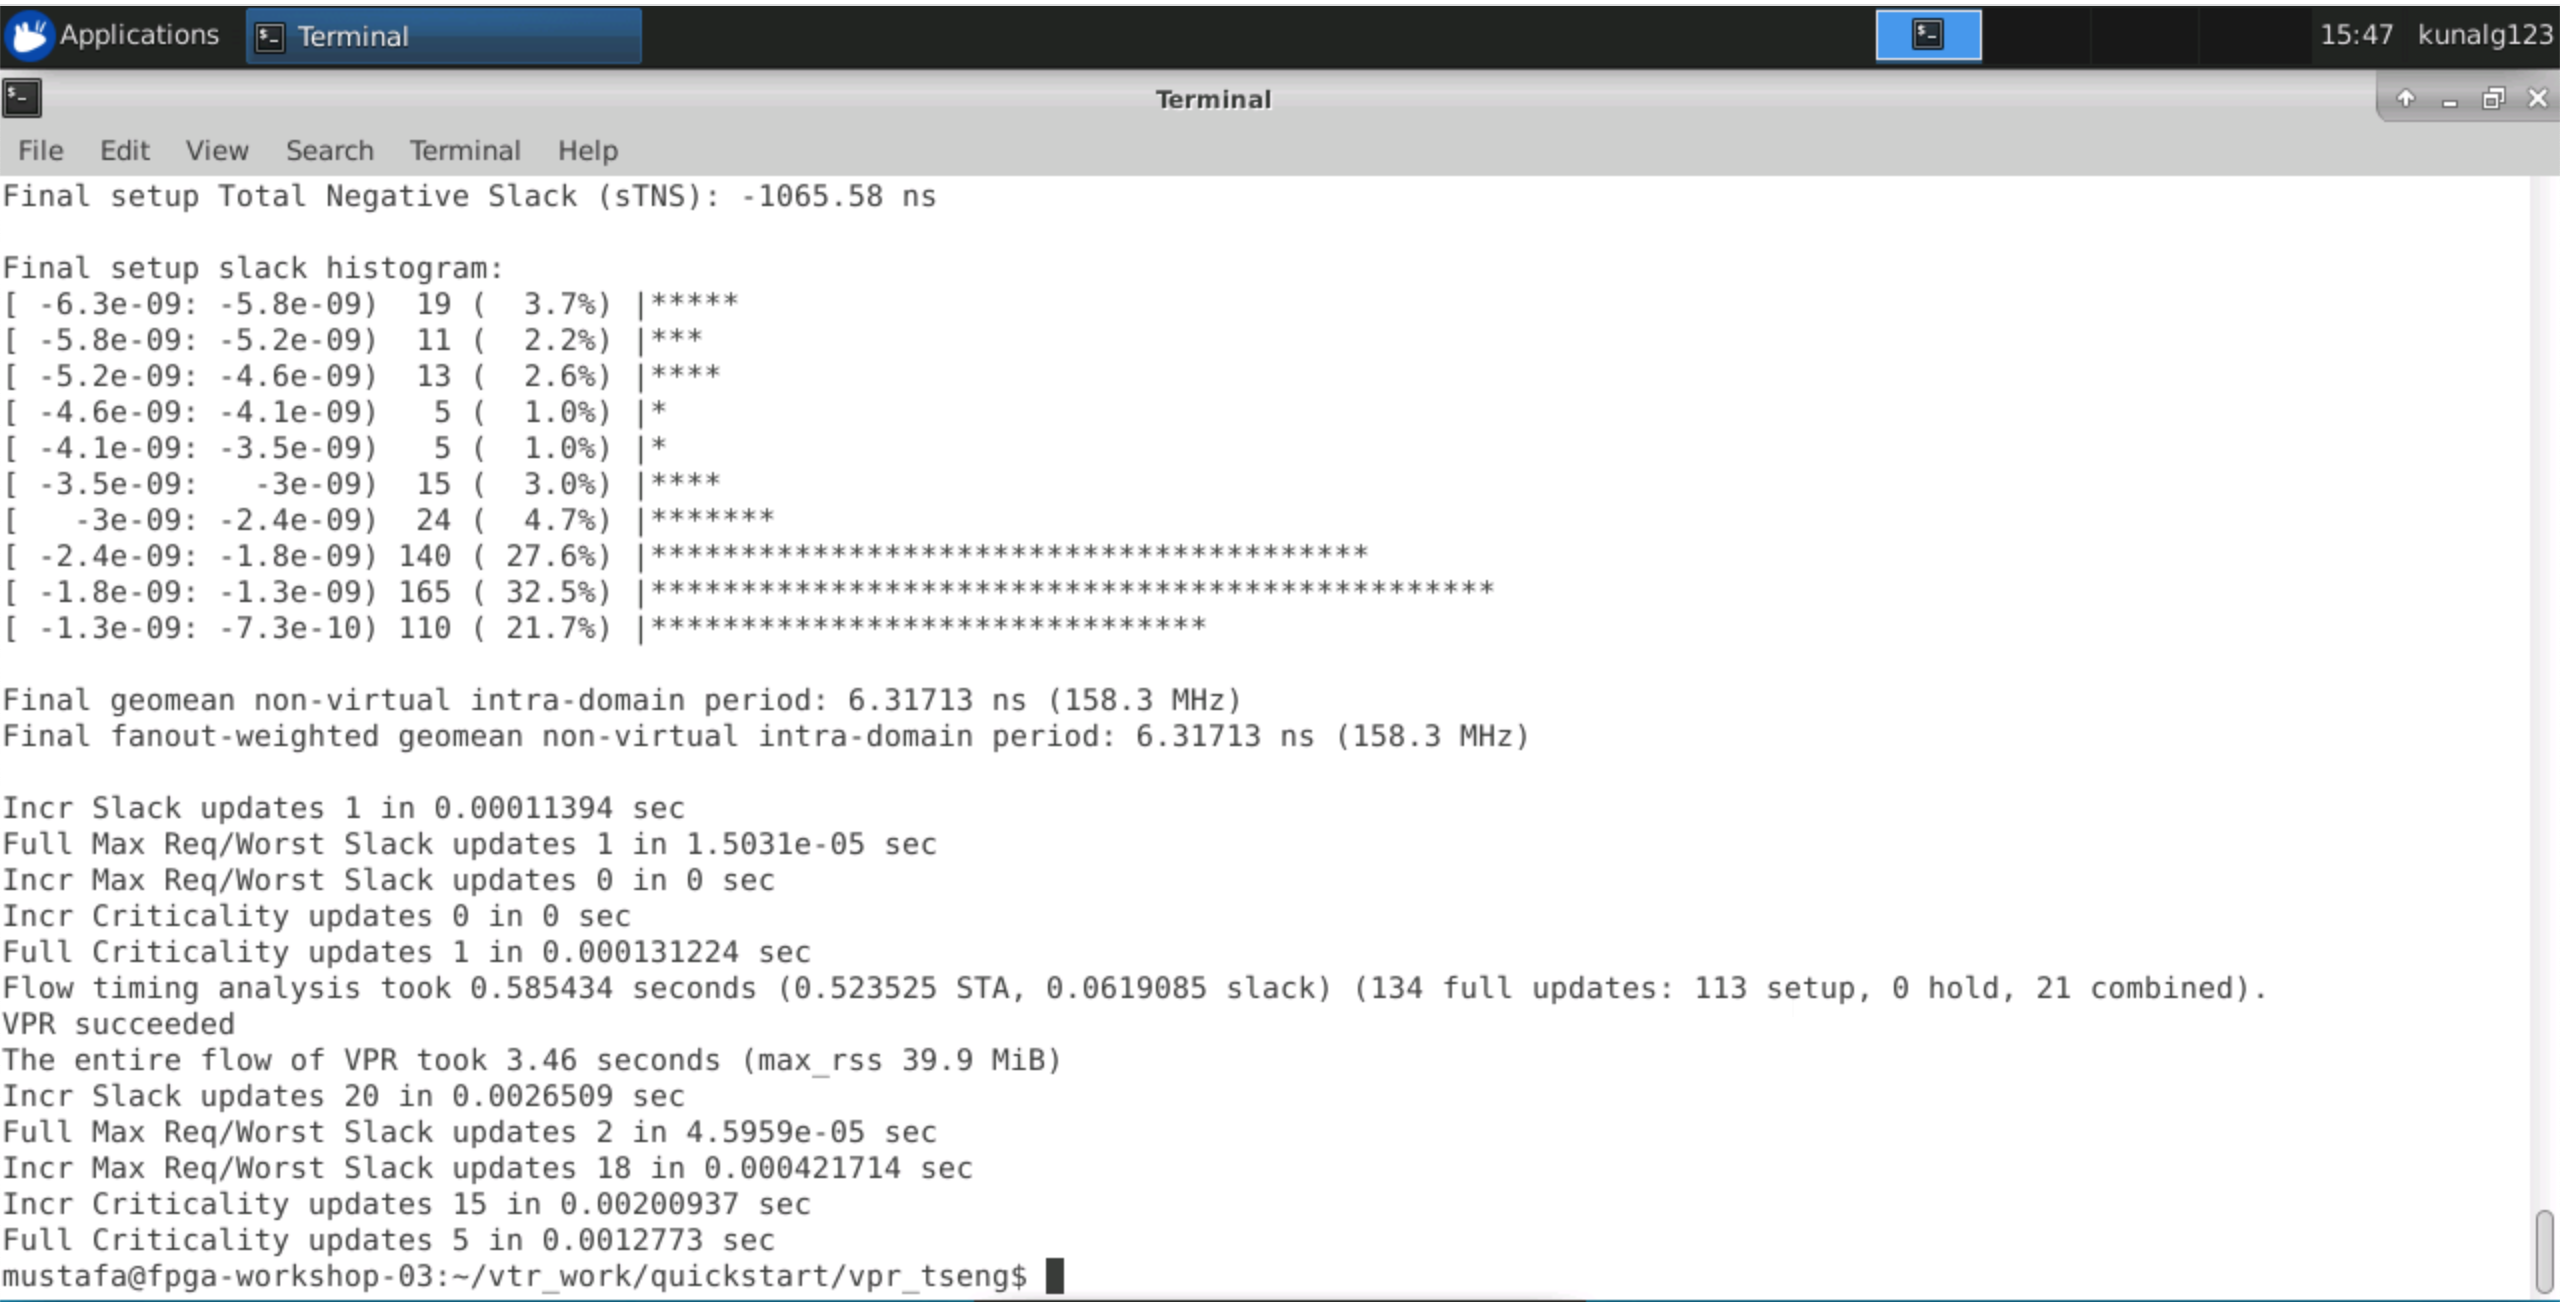 Applications Terminal 15:47 kunalg123
Terminal
File Edit View Search Terminal Help
Final setup Total Negative Slack (sTNS): -1065.58 ns
Final setup slack histogram:
[ -6.3e-09: -5.8e-09)  19 (  3.7%) |*****
[ -5.8e-09: -5.2e-09)  11 (  2.2%) |***
[ -5.2e-09: -4.6e-09)  13 (  2.6%) |****
[ -4.6e-09: -4.1e-09)   5 (  1.0%) |*
[ -4.1e-09: -3.5e-09)   5 (  1.0%) |*
[ -3.5e-09:   -3e-09)  15 (  3.0%) |****
[   -3e-09: -2.4e-09)  24 (  4.7%) |*******
[ -2.4e-09: -1.8e-09) 140 ( 27.6%) |****************************************
[ -1.8e-09: -1.3e-09) 165 ( 32.5%) |***********************************************
[ -1.3e-09: -7.3e-10) 110 ( 21.7%) |*******************************
Final geomean non-virtual intra-domain period: 6.31713 ns (158.3 MHz)
Final fanout-weighted geomean non-virtual intra-domain period: 6.31713 ns (158.3 MHz)
Incr Slack updates 1 in 0.00011394 sec
Full Max Req/Worst Slack updates 1 in 1.5031e-05 sec
Incr Max Req/Worst Slack updates 0 in 0 sec
Incr Criticality updates 0 in 0 sec
Full Criticality updates 1 in 0.000131224 sec
Flow timing analysis took 0.585434 seconds (0.523525 STA, 0.0619085 slack) (134 full updates: 113 setup, 0 hold, 21 combined).
VPR succeeded
The entire flow of VPR took 3.46 seconds (max_rss 39.9 MiB)
Incr Slack updates 20 in 0.0026509 sec
Full Max Req/Worst Slack updates 2 in 4.5959e-05 sec
Incr Max Req/Worst Slack updates 18 in 0.000421714 sec
Incr Criticality updates 15 in 0.00200937 sec
Full Criticality updates 5 in 0.0012773 sec
mustafa@fpga-workshop-03:~/vtr_work/quickstart/vpr_tseng$